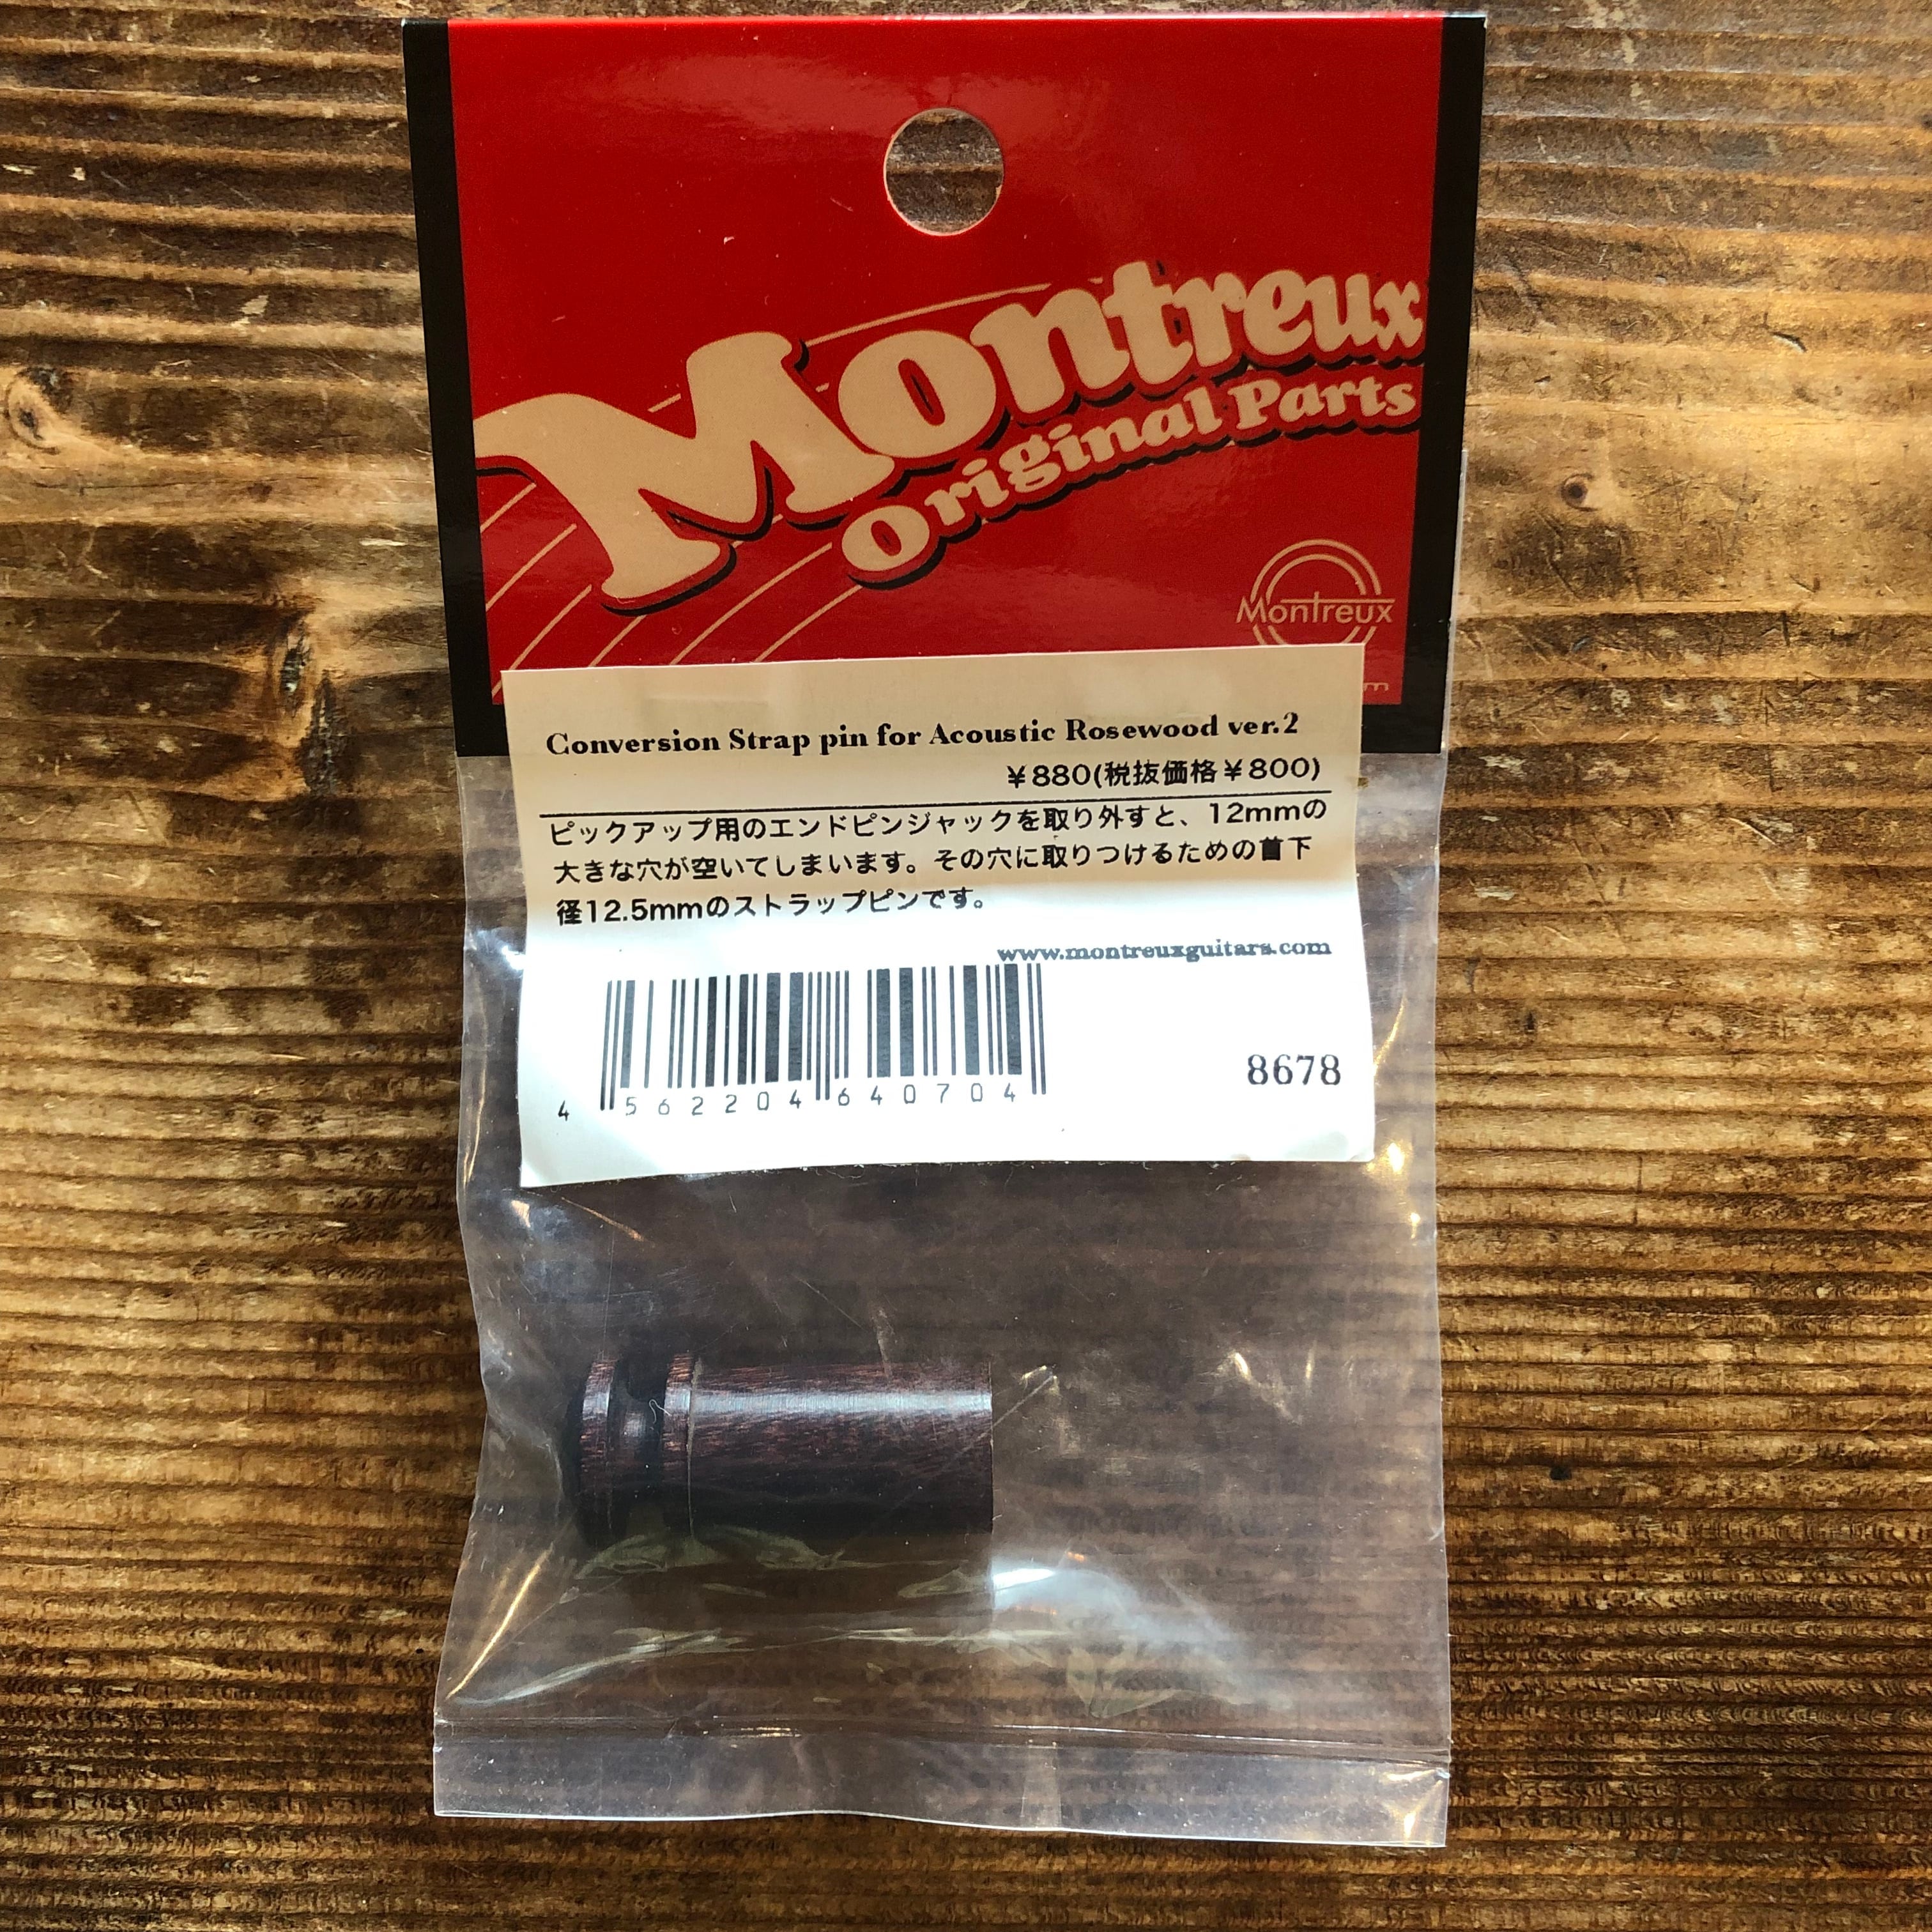 Montreux
Original Parts
Montreux
Conversion Strap pin for Acoustic Rosewood ver.2
¥880(税抜価格¥800)
ピックアップ用のエンドピンジャックを取り外すと、12mmの
大きな穴が空いてしまいます。その穴に取りつけるための首下
径12.5mmのストラップピンです。
www.montreuxguitars.com
4 562204 640704
8678